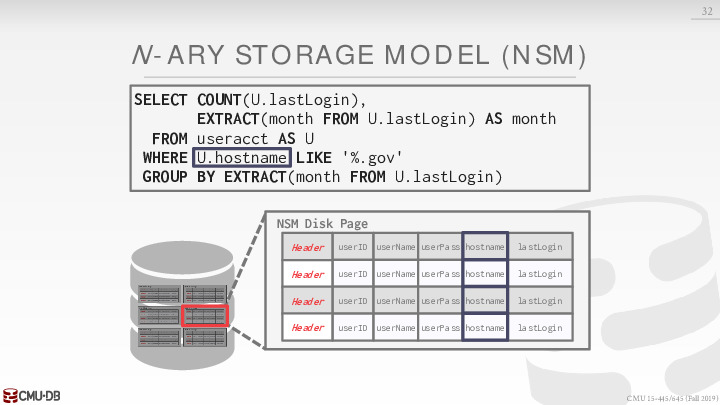 32
N-ARY STORAGE MODEL (NSM)
SELECT COUNT(U.lastLogin),
EXTRACT(month FROM U.lastLogin) AS month
FROM useracct AS U
WHERE U.hostname LIKE '%.gov'
GROUP BY EXTRACT(month FROM U.lastLogin)
NSM Disk Page
Header userID userName userPass hostname lastLogin
Header userID userName userPass hostname lastLogin
Header userID userName userPass hostname lastLogin
Header userID userName userPass hostname lastLogin
CMU·DB
CMU 15-445/645 (Fall 2019)